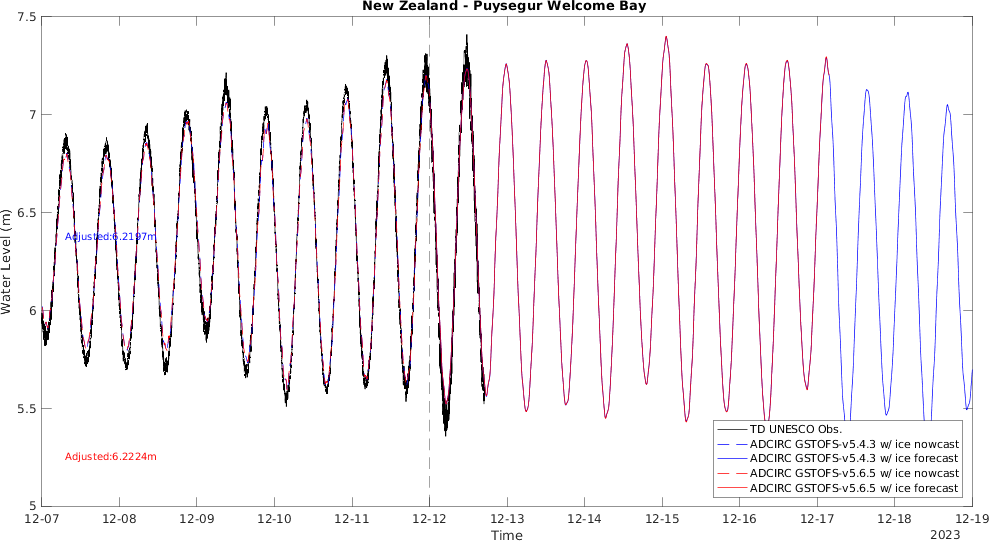 New Zealand - Puysegur Welcome Bay
7.5
7
6.5
6
5.5
5
Water Level (m)
Adjusted:6.2197m
Adjusted:6.2224m
TD UNESCO Obs.
ADCIRC GSTOFS-v5.4.3 w/ ice nowcast
ADCIRC GSTOFS-v5.4.3 w/ ice forecast
ADCIRC GSTOFS-v5.6.5 w/ ice nowcast
ADCIRC GSTOFS-v5.6.5 w/ ice forecast
12-07 12-08 12-09 12-10 12-11 12-12 12-13 12-14 12-15 12-16 12-17 12-18 12-19
Time
2023